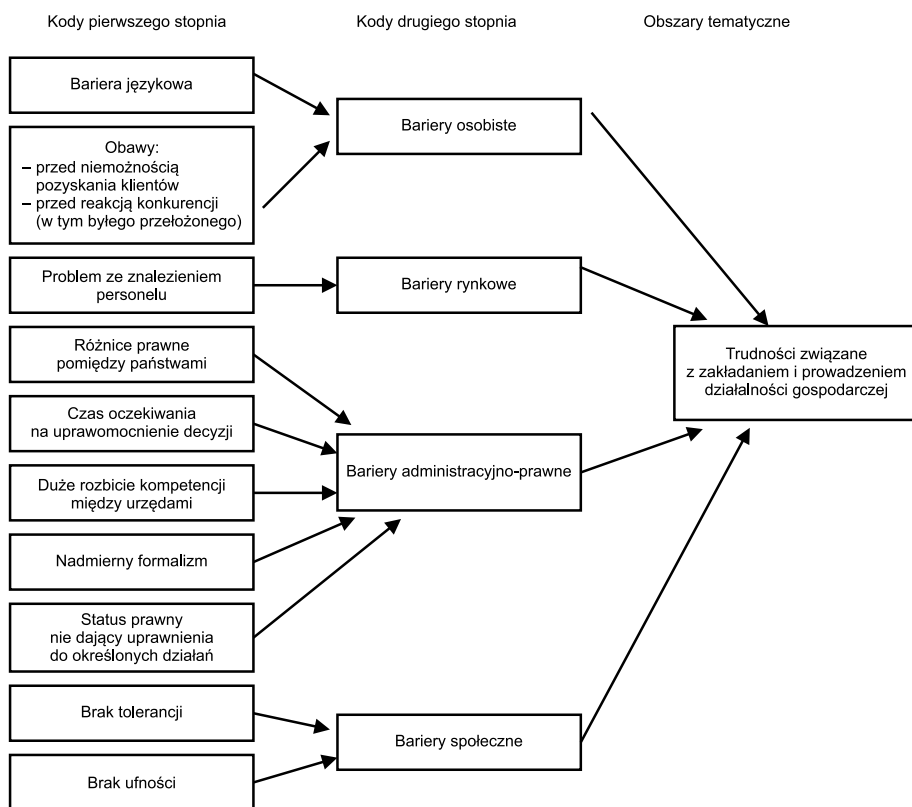 Kody pierwszego stopnia
Kody drugiego stopnia
Obszary tematyczne
Bariera językowa
Obawy:
– przed niemożnością
pozyskania klientów
– przed reakcją konkurencji
(w tym byłego przełożonego)
Problem ze znalezieniem
personelu
Różnice prawne
pomiędzy państwami
Czas oczekiwania
na uprawomocnienie decyzji
Duże rozbicie kompetencji
między urzędami
Nadmierny formalizm
Status prawny
nie dający uprawnienia
do określonych działań
Brak tolerancji
Brak ufności
Bariery osobiste
Bariery rynkowe
Bariery administracyjno-prawne
Bariery społeczne
Trudności związane
z zakładaniem i prowadzeniem
działalności gospodarczej